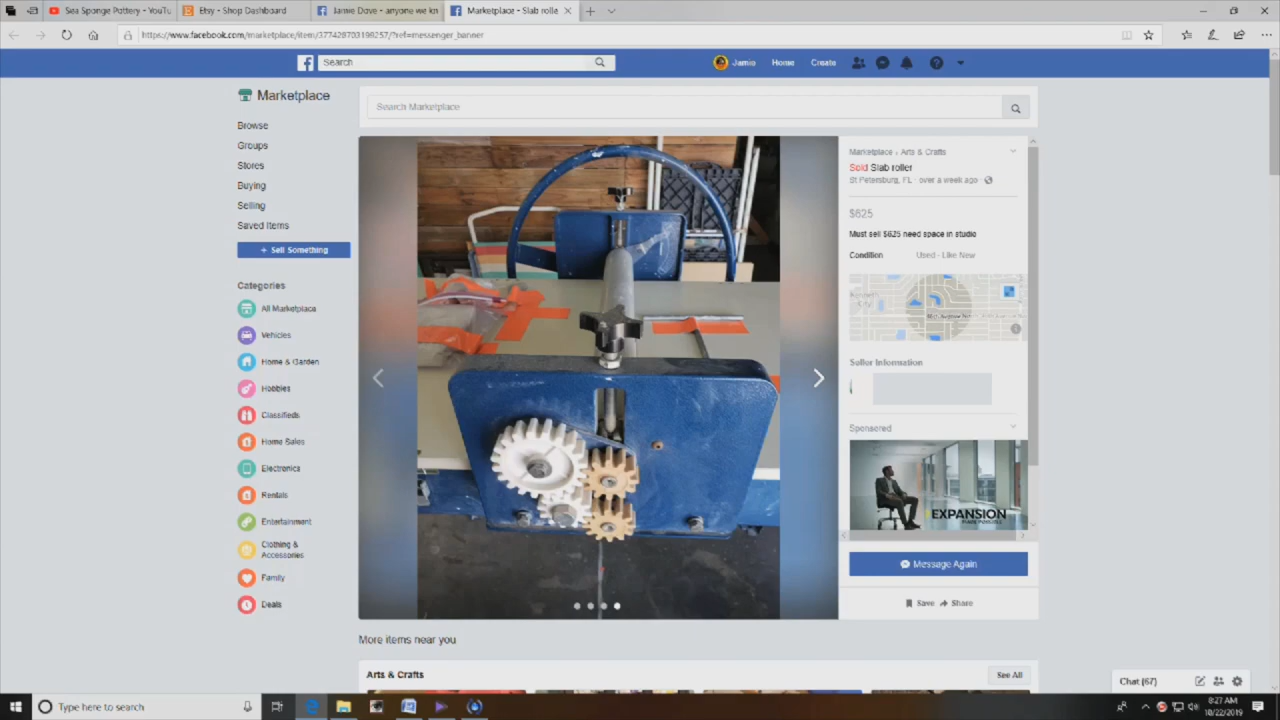 Sea Sponge Pottery - YouTu
Etsy - Shop Dashboard
Jamie Dove - anyone we kn
Marketplace - Slab rolle
https://www.facebook.com/marketplace/item/377428703199257/?ref=messenger_banner
Search
Jamie
Home
Create
Marketplace
Search Marketplace
Browse
Groups
Stores
Buying
Selling
Saved Items
+ Sell Something
Categories
All Marketplace
Vehicles
Home & Garden
Hobbies
Classifieds
Home Sales
Electronics
Rentals
Entertainment
Clothing &
Accessories
Family
Deals
Marketplace › Arts & Crafts
Sold Slab roller
St Petersburg, FL · over a week ago ·
$625
Must sell $625 need space in studio
Condition Used - Like New
Seller Information
Sponsored
EXPANSION
Message Again
Save Share
More items near you
Arts & Crafts
See All
Chat (67)
Type here to search
8:27 AM
10/22/2019